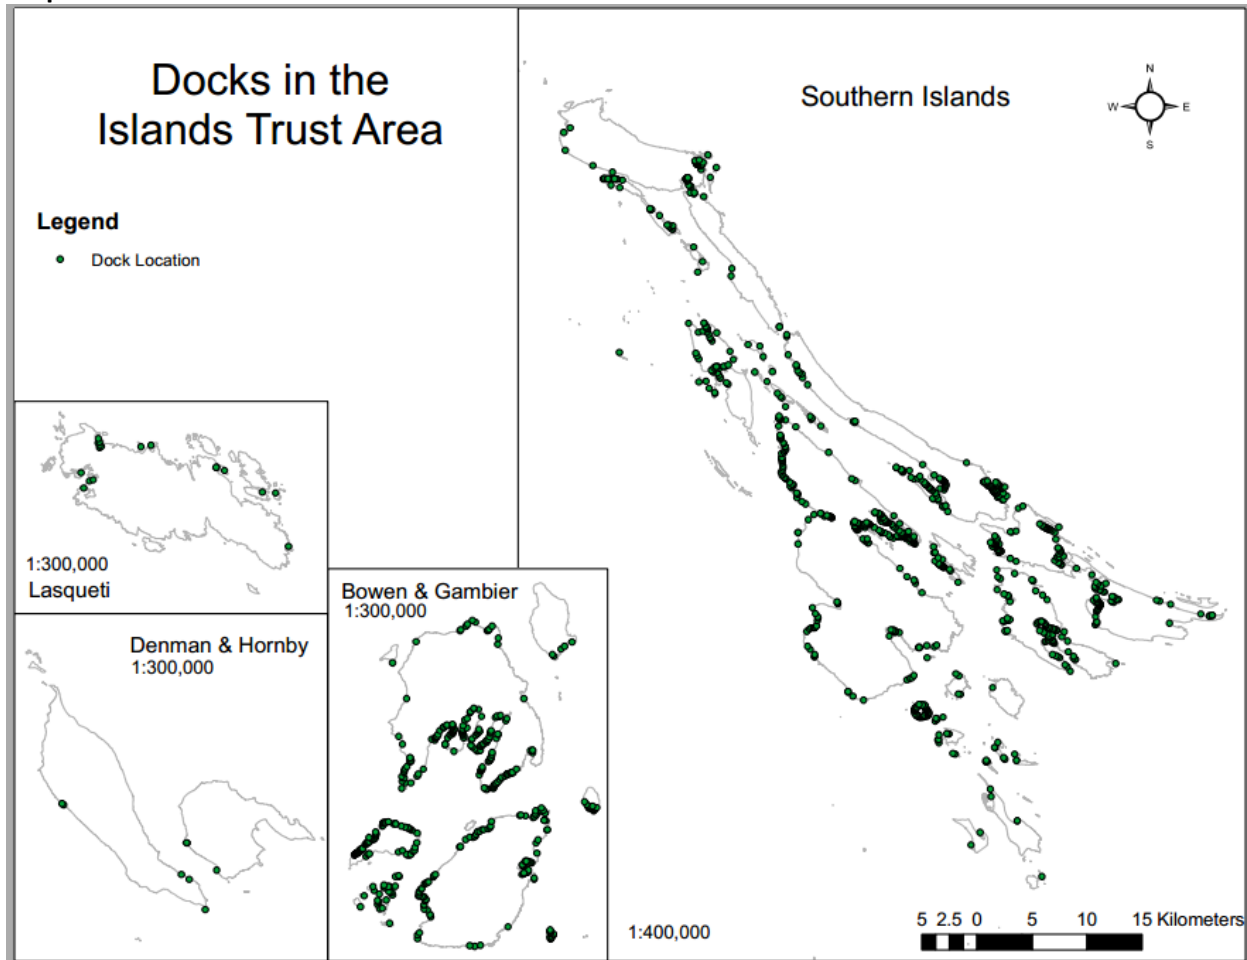 Docks in the
Islands Trust Area
Legend
Dock Location
Southern Islands
N
W
E
S
1:300,000
Lasqueti
Bowen & Gambier
1:300,000
Denman & Hornby
1:300,000
1:400,000
5 2.5 0 5 10 15 Kilometers